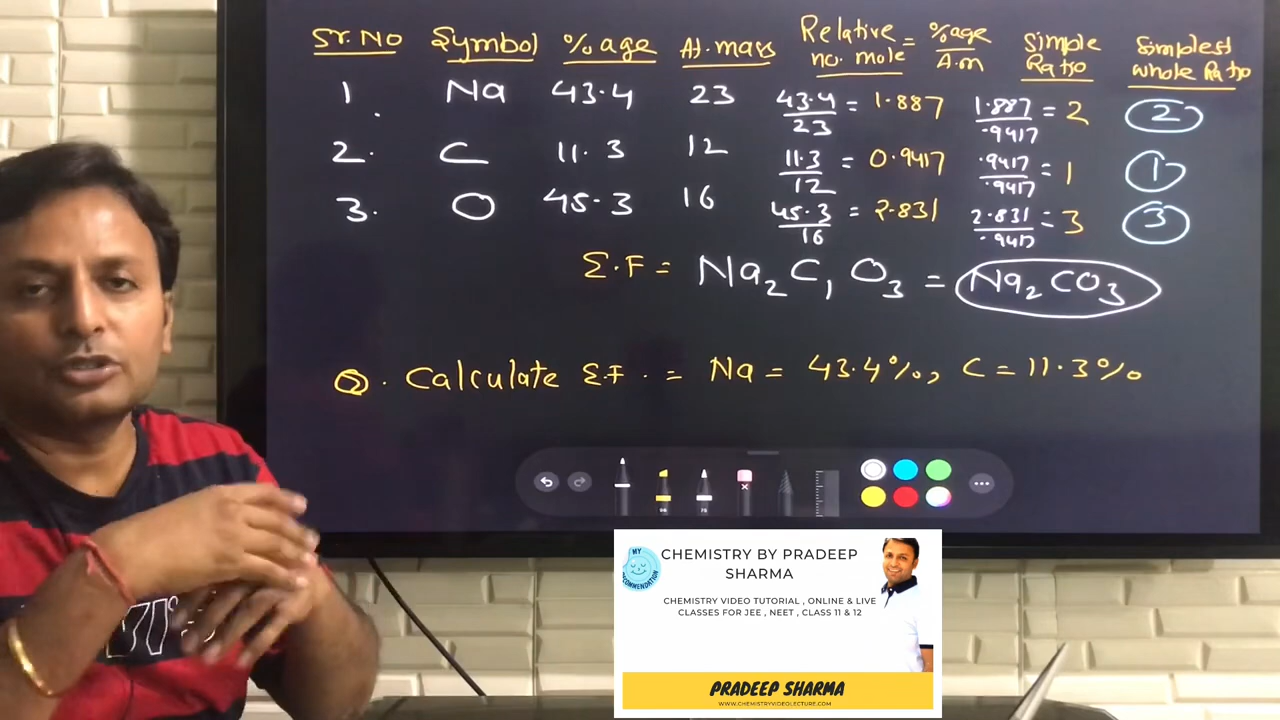 Sr.No Symbol %age At.mass Relative no. mole = %age/A.m Simple Ratio Simplest whole Ratio
1. Na 43.4 23 43.4/23 = 1.887 1.887/.9417 = 2 2
2. C 11.3 12 11.3/12 = 0.9417 .9417/.9417 = 1 1
3. O 45.3 16 45.3/16 = 2.831 2.831/.9417 = 3 3
E.F = Na2C1O3 = Na2CO3
Q. Calculate E.F. = Na = 43.4%, C = 11.3%
MY
RECOMMENDATION
CHEMISTRY BY PRADEEP
SHARMA
CHEMISTRY VIDEO TUTORIAL , ONLINE & LIVE
CLASSES FOR JEE , NEET , CLASS 11 & 12
PRADEEP SHARMA
WWW.CHEMISTRYVIDEOLECTURE.COM